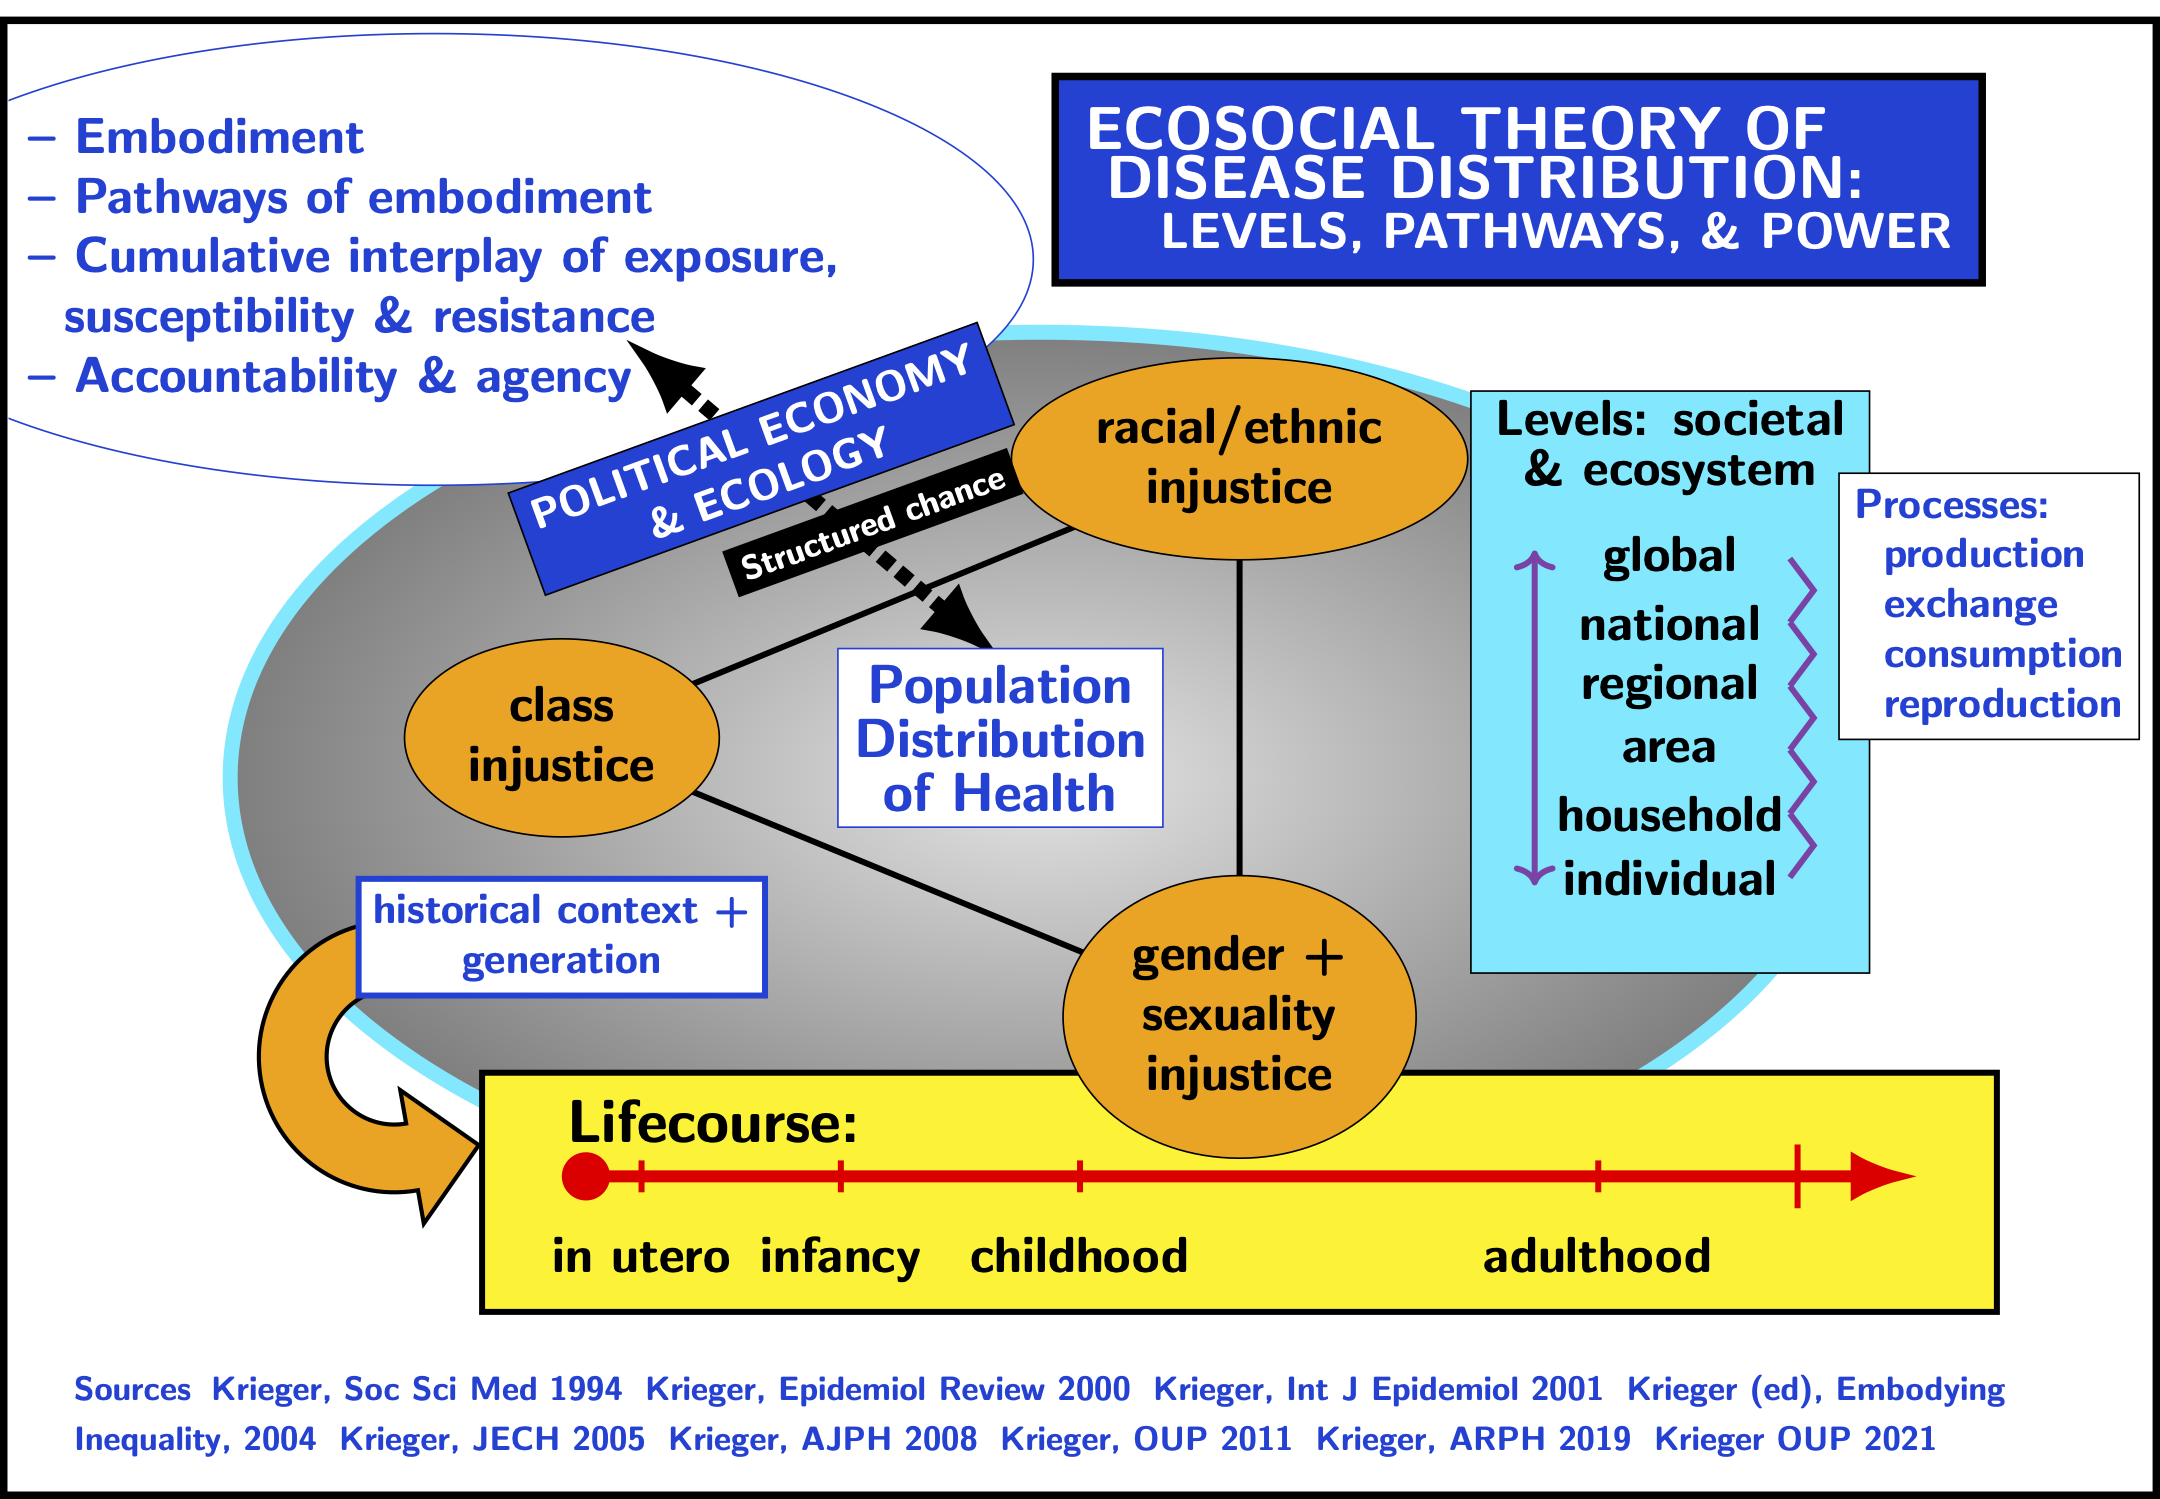 ECOSOCIAL THEORY OF
DISEASE DISTRIBUTION:
LEVELS, PATHWAYS, & POWER
– Embodiment
– Pathways of embodiment
– Cumulative interplay of exposure,
susceptibility & resistance
– Accountability & agency
POLITICAL ECONOMY
& ECOLOGY
Structured chance
racial/ethnic
injustice
class
injustice
Population
Distribution
of Health
gender +
sexuality
injustice
historical context +
generation
Levels: societal
& ecosystem
global
national
regional
area
household
individual
Processes:
production
exchange
consumption
reproduction
Lifecourse:
in utero infancy childhood adulthood
Sources Krieger, Soc Sci Med 1994 Krieger, Epidemiol Review 2000 Krieger, Int J Epidemiol 2001 Krieger (ed), Embodying
Inequality, 2004 Krieger, JECH 2005 Krieger, AJPH 2008 Krieger, OUP 2011 Krieger, ARPH 2019 Krieger OUP 2021